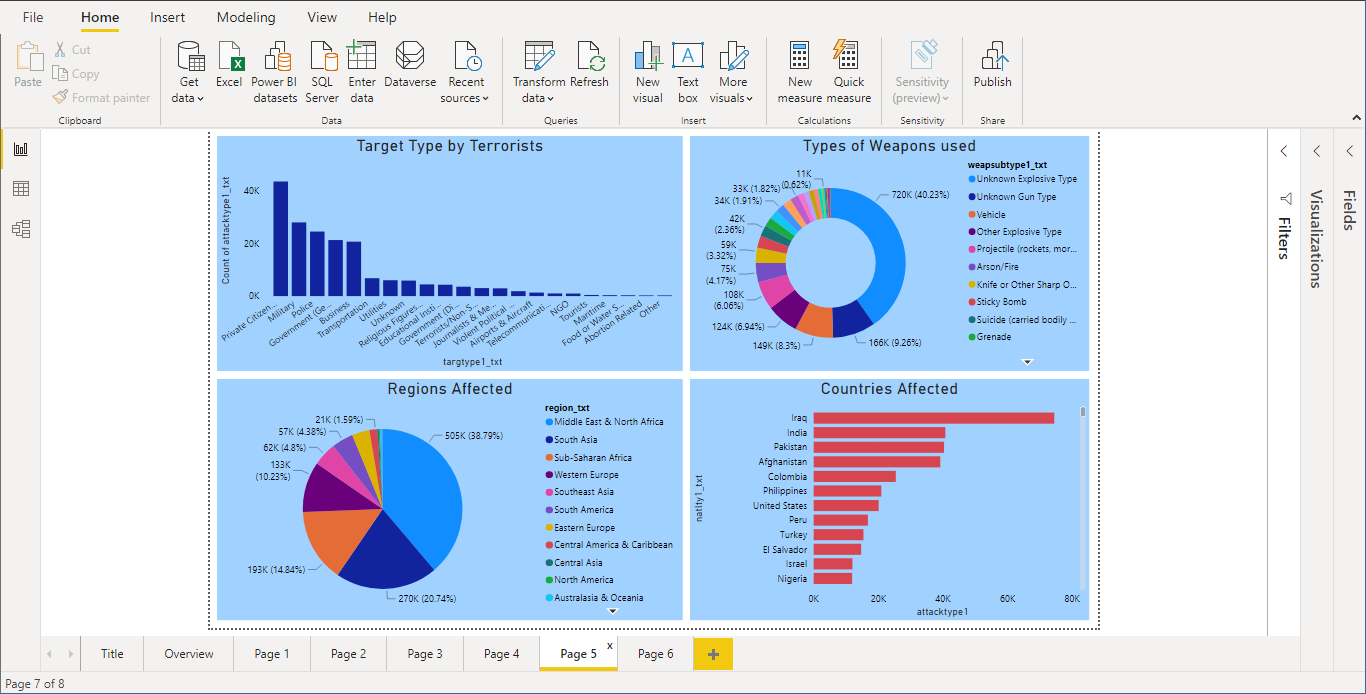 File Home Insert Modeling View Help
Paste
Cut
Copy
Format painter
Clipboard
Get data
Excel
Power BI datasets
SQL Server
Enter data
Dataverse
Recent sources
Data
Transform data
Refresh
Queries
New visual
Text box
More visuals
Insert
New measure
Quick measure
Calculations
Sensitivity (preview)
Sensitivity
Publish
Share
Target Type by Terrorists
Count of attacktype1_txt
40K
20K
0K
Private Citizen...
Military
Police
Government (Ge...
Business
Transportation
Utilities
Unknown
Religious Figures...
Educational Insti...
Government (Di...
Terrorists/Non-S...
Journalists & Me...
Violent Political ...
Airports & Aircraft
Telecommunicati...
NGO
Tourists
Maritime
Food or Water S...
Abortion Related
Other
targtype1_txt
Types of Weapons used
11K
(0.62%)
33K (1.82%)
34K (1.91%)
42K
(2.36%)
59K
(3.32%)
75K
(4.17%)
108K
(6.06%)
124K (6.94%)
149K (8.3%)
166K (9.26%)
720K (40.23%)
weapsubtype1_txt
Unknown Explosive Type
Unknown Gun Type
Vehicle
Other Explosive Type
Projectile (rockets, mor...
Arson/Fire
Knife or Other Sharp O...
Sticky Bomb
Suicide (carried bodily ...
Grenade
Regions Affected
21K (1.59%)
57K (4.38%)
62K (4.8%)
133K
(10.23%)
193K (14.84%)
270K (20.74%)
505K (38.79%)
region_txt
Middle East & North Africa
South Asia
Sub-Saharan Africa
Western Europe
Southeast Asia
South America
Eastern Europe
Central America & Caribbean
Central Asia
North America
Australasia & Oceania
Countries Affected
natlty1_txt
Iraq
India
Pakistan
Afghanistan
Colombia
Philippines
United States
Peru
Turkey
El Salvador
Israel
Nigeria
0K 20K 40K 60K 80K
attacktype1
Filters
Visualizations
Fields
Title Overview Page 1 Page 2 Page 3 Page 4 Page 5 x Page 6 +
Page 7 of 8